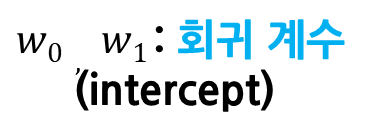 w₀ , w₁: 회귀 계수
(intercept)